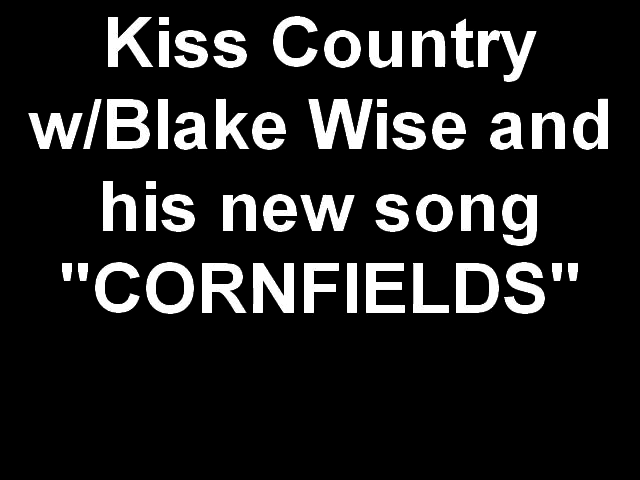 Kiss Country
w/Blake Wise and
his new song
"CORNFIELDS"